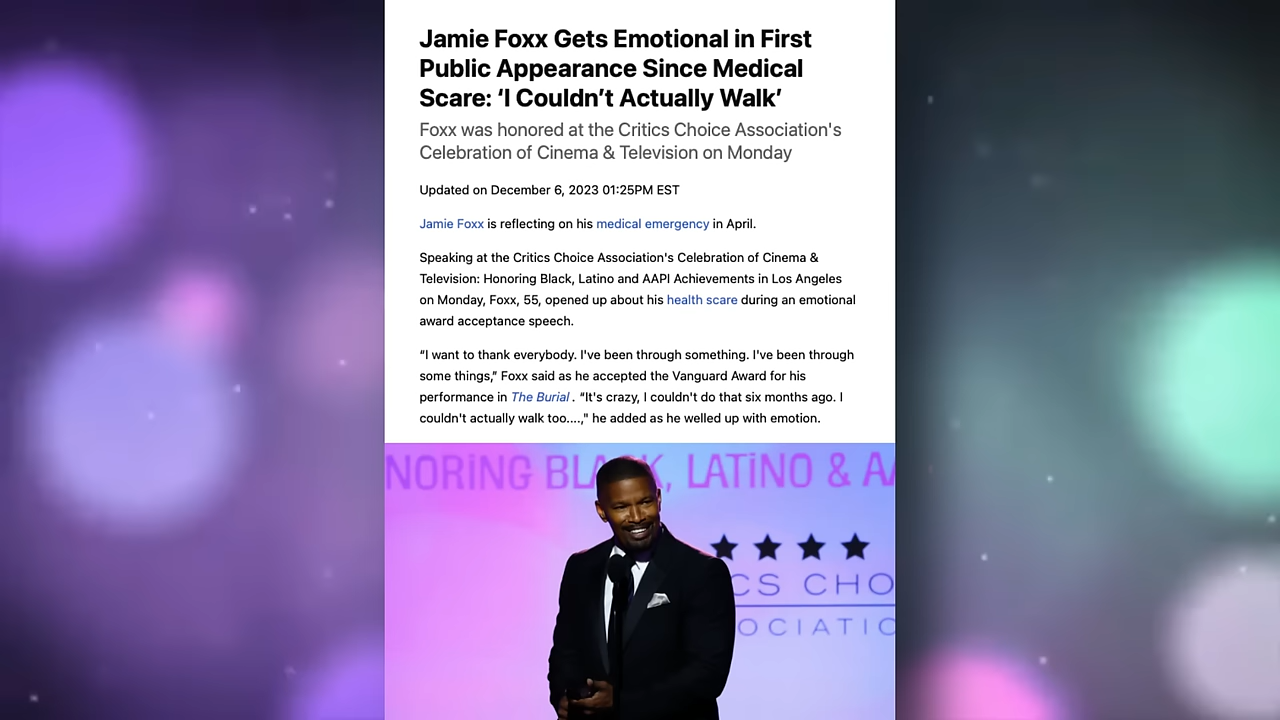 Jamie Foxx Gets Emotional in First
Public Appearance Since Medical
Scare: ‘I Couldn’t Actually Walk’
Foxx was honored at the Critics Choice Association's
Celebration of Cinema & Television on Monday
Updated on December 6, 2023 01:25PM EST
Jamie Foxx is reflecting on his medical emergency in April.
Speaking at the Critics Choice Association's Celebration of Cinema &
Television: Honoring Black, Latino and AAPI Achievements in Los Angeles
on Monday, Foxx, 55, opened up about his health scare during an emotional
award acceptance speech.
“I want to thank everybody. I've been through something. I've been through
some things,” Foxx said as he accepted the Vanguard Award for his
performance in The Burial . “It's crazy, I couldn't do that six months ago. I
couldn't actually walk too....," he added as he welled up with emotion.
NORING BLACK, LATINO & AA
CS CHO
OCIATIO